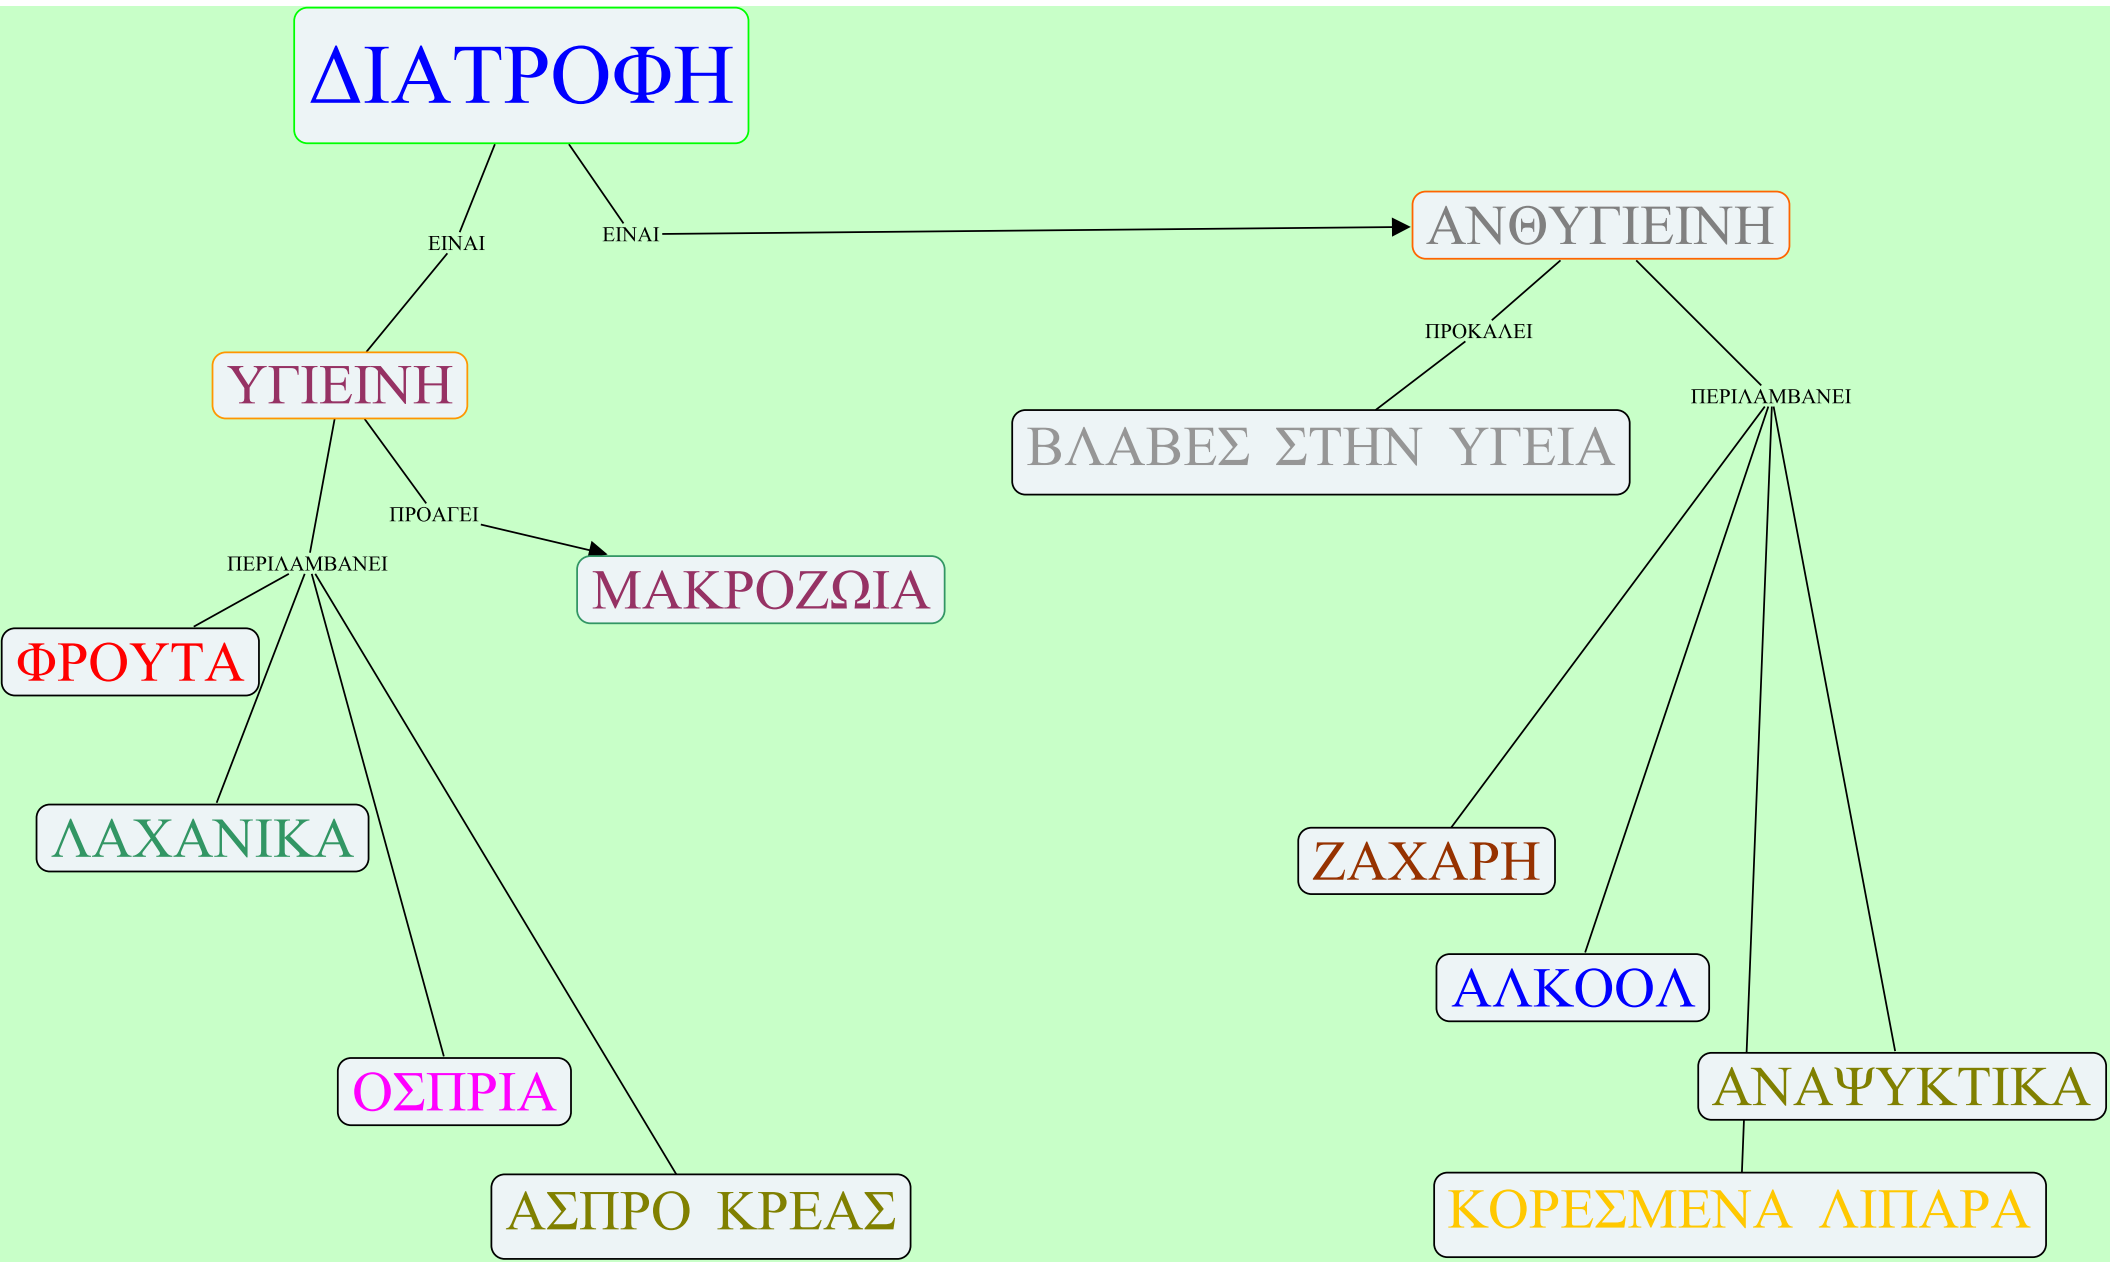 ΔΙΑΤΡΟΦΗ
ΕΙΝΑΙ
ΕΙΝΑΙ
ΑΝΘΥΓΙΕΙΝΗ
ΠΡΟΚΑΛΕΙ
ΥΓΙΕΙΝΗ
ΠΕΡΙΛΑΜΒΑΝΕΙ
ΒΛΑΒΕΣ ΣΤΗΝ ΥΓΕΙΑ
ΠΡΟΑΓΕΙ
ΠΕΡΙΛΑΜΒΑΝΕΙ
ΜΑΚΡΟΖΩΙΑ
ΦΡΟΥΤΑ
ΛΑΧΑΝΙΚΑ
ΖΑΧΑΡΗ
ΑΛΚΟΟΛ
ΟΣΠΡΙΑ
ΑΝΑΨΥΚΤΙΚΑ
ΑΣΠΡΟ ΚΡΕΑΣ
ΚΟΡΕΣΜΕΝΑ ΛΙΠΑΡΑ